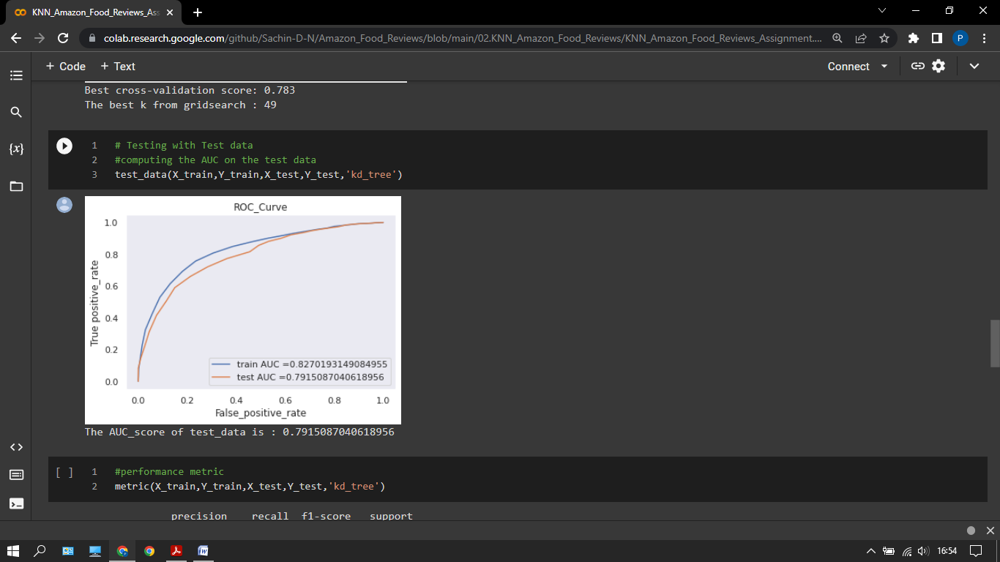 KNN_Amazon_Food_Reviews_Ass
colab.research.google.com/github/Sachin-D-N/Amazon_Food_Reviews/blob/main/02.KNN_Amazon_Food_Reviews/KNN_Amazon_Food_Reviews_Assignment....
P
+ Code + Text
Connect
Best cross-validation score: 0.783
The best k from gridsearch : 49
{x}
1 # Testing with Test data
2 #computing the AUC on the test data
3 test_data(X_train,Y_train,X_test,Y_test,'kd_tree')
ROC_Curve
1.0
0.8
0.6
0.4
0.2
0.0
True positive_rate
train AUC =0.8270193149084955
test AUC =0.7915087040618956
0.0 0.2 0.4 0.6 0.8 1.0
False_positive_rate
The AUC_score of test_data is : 0.7915087040618956
[ ] 1 #performance metric
2 metric(X_train,Y_train,X_test,Y_test,'kd_tree')
precision recall f1-score support
16:54